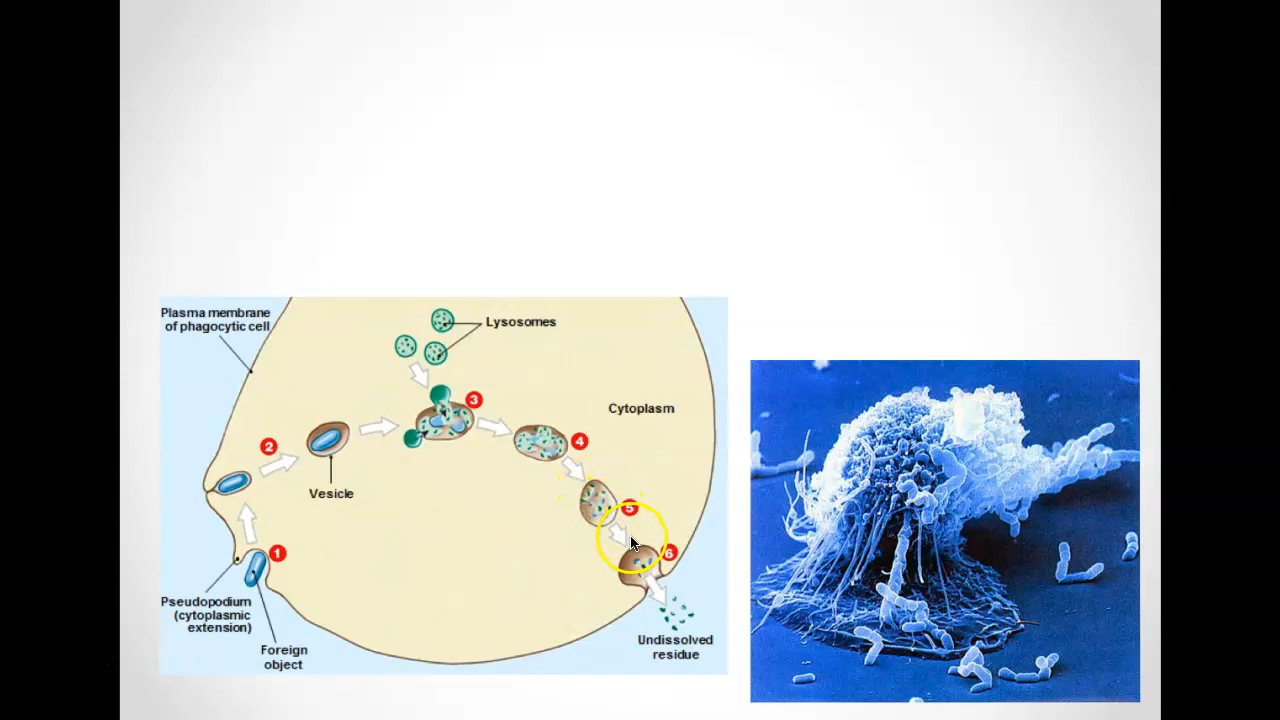 Plasma membrane
of phagocytic cell
Lysosomes
3
Cytoplasm
2
4
Vesicle
5
1
6
Pseudopodium
(cytoplasmic
extension)
Foreign
object
Undissolved
residue